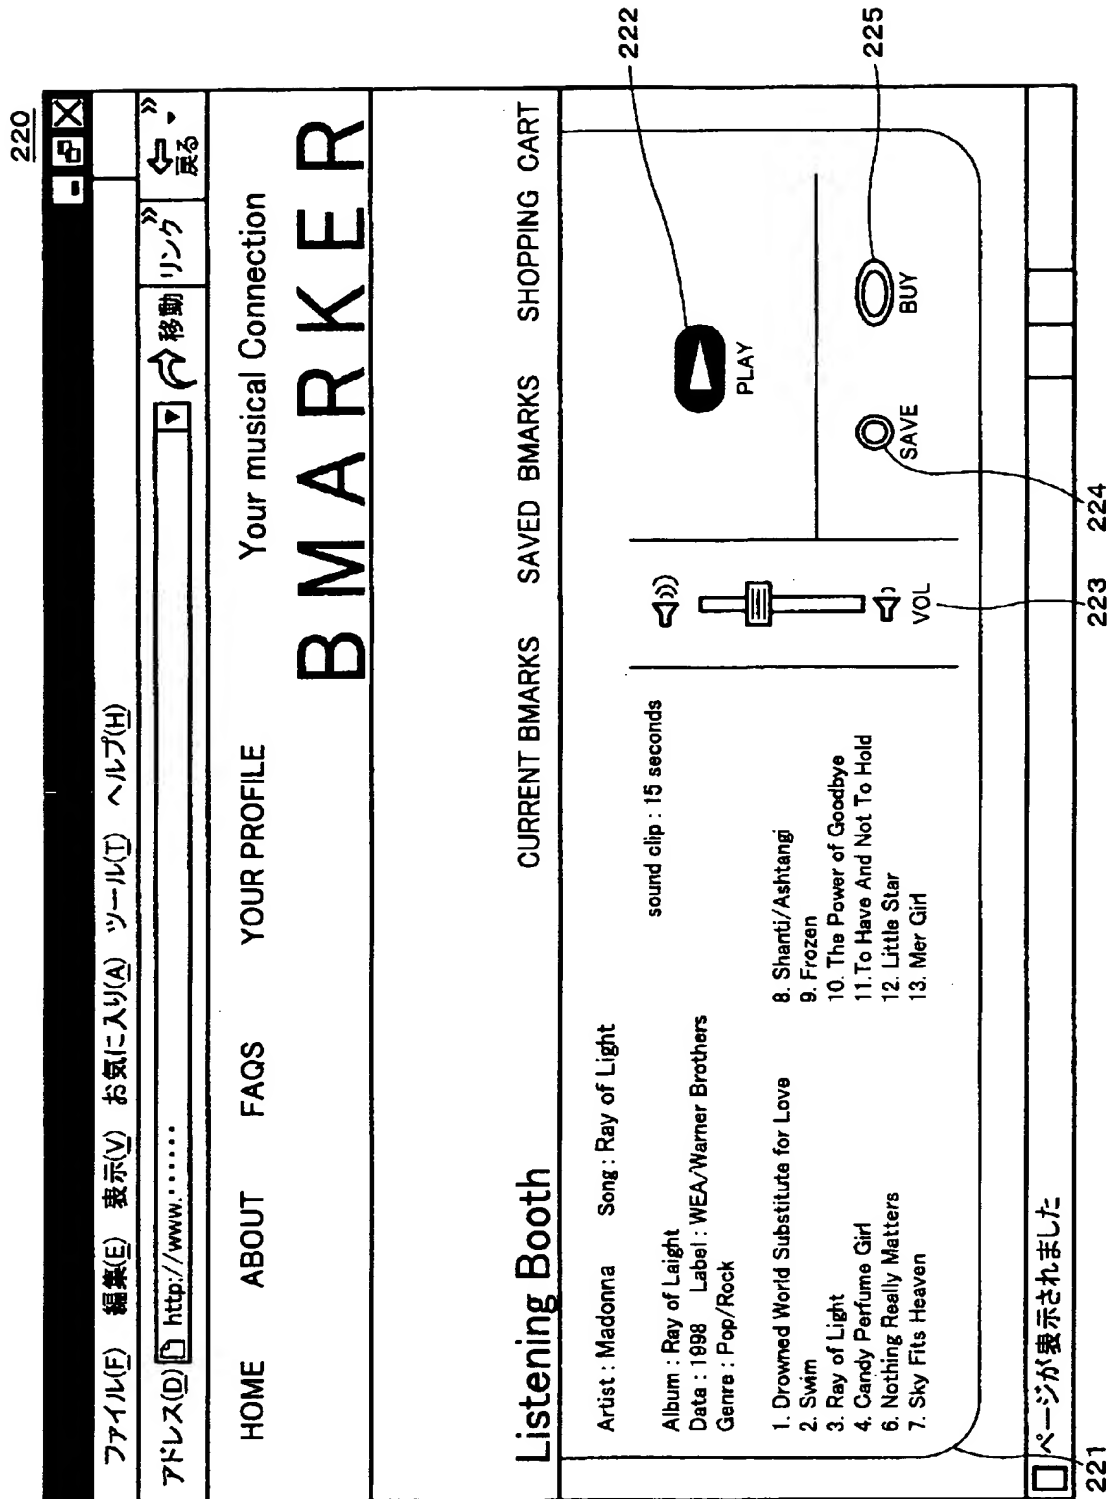 220
ファイル(F) 編集(E) 表示(V) お気に入り(A) ツール(T) ヘルプ(H)
アドレス(D) http://www.‥‥‥ 移動 リンク » 戻る »
HOME ABOUT FAQS YOUR PROFILE Your musical Connection
BMARKER
Listening Booth CURRENT BMARKS SAVED BMARKS SHOPPING CART
Artist : Madonna Song : Ray of Light
sound clip : 15 seconds
Album : Ray of Laight
Data : 1998 Label : WEA/Warner Brothers
Genre : Pop/Rock
1. Drowned World Substitute for Love
2. Swim
3. Ray of Light
4. Candy Perfume Girl
6. Nothing Really Matters
7. Sky Fits Heaven
8. Shanti/Ashtangi
9. Frozen
10. The Power of Goodbye
11.To Have And Not To Hold
12. Little Star
13. Mer Girl
VOL
PLAY
SAVE
BUY
ページが表示されました
221
223
224
222
225